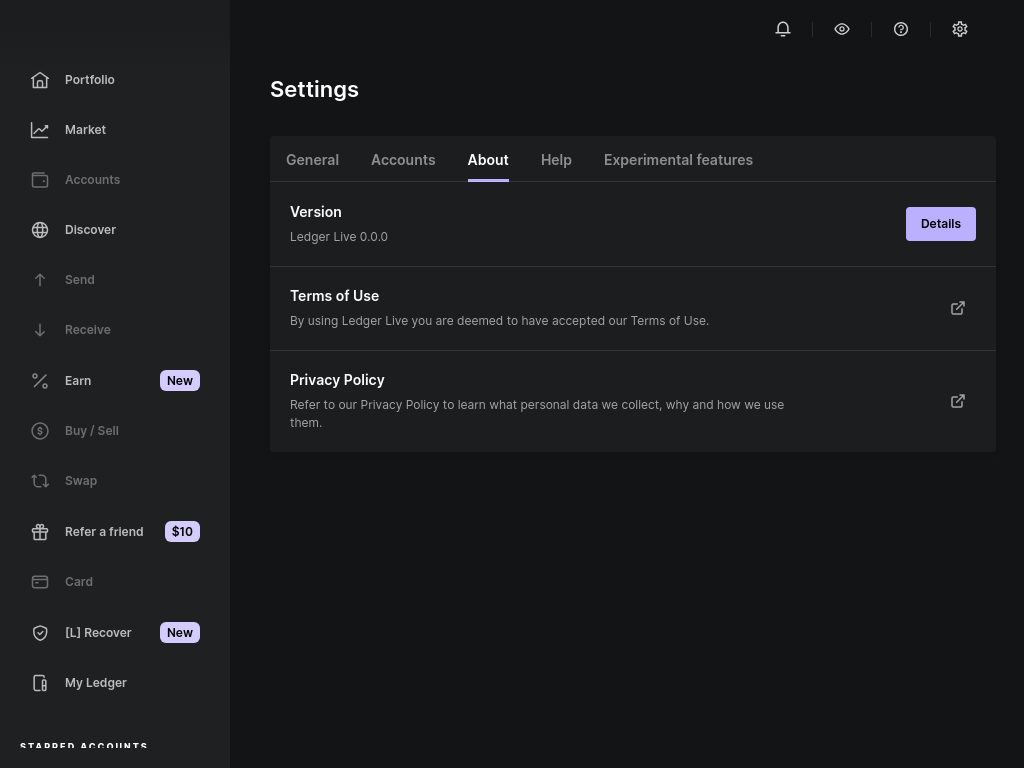 Portfolio
Market
Accounts
Discover
Send
Receive
Earn New
Buy / Sell
Swap
Refer a friend $10
Card
[L] Recover New
My Ledger
STARRED ACCOUNTS
Settings
General Accounts About Help Experimental features
Version
Ledger Live 0.0.0
Details
Terms of Use
By using Ledger Live you are deemed to have accepted our Terms of Use.
Privacy Policy
Refer to our Privacy Policy to learn what personal data we collect, why and how we use
them.